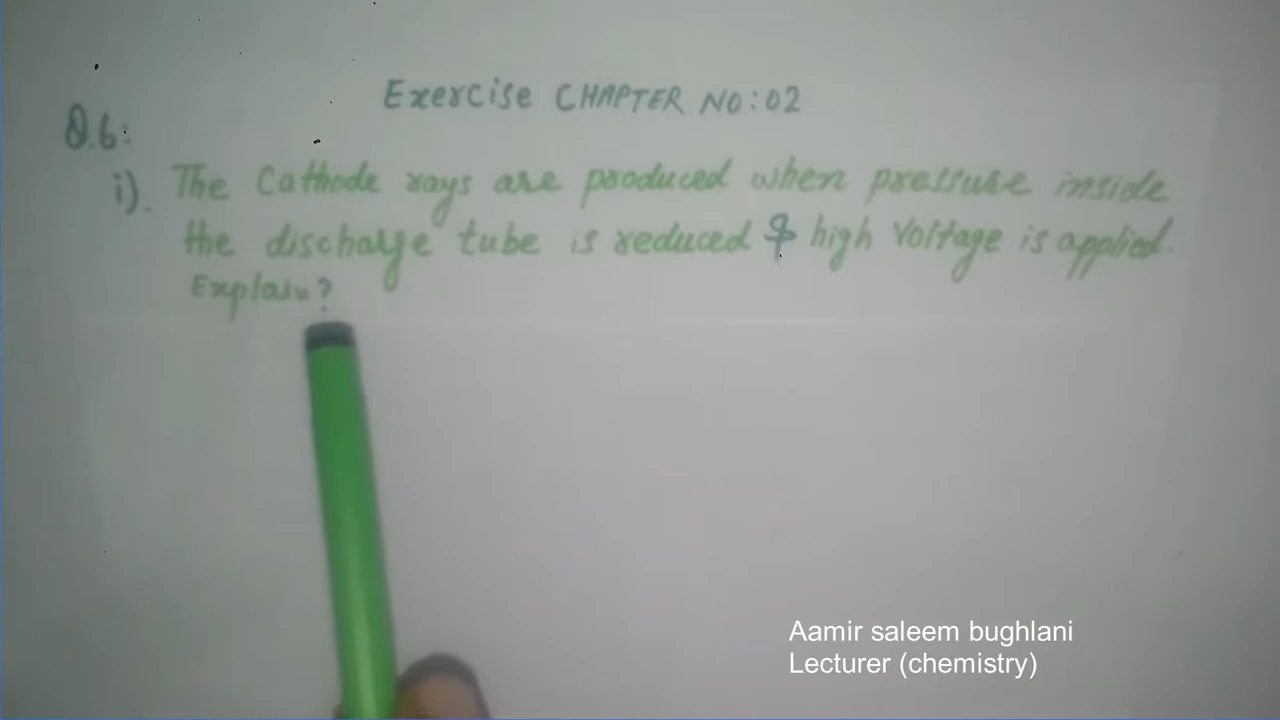 Exercise CHAPTER NO:02
Q.6:
i). The Cathode rays are produced when pressure inside
the discharge tube is reduced & high Voltage is applied.
Explain?
Aamir saleem bughlani
Lecturer (chemistry)